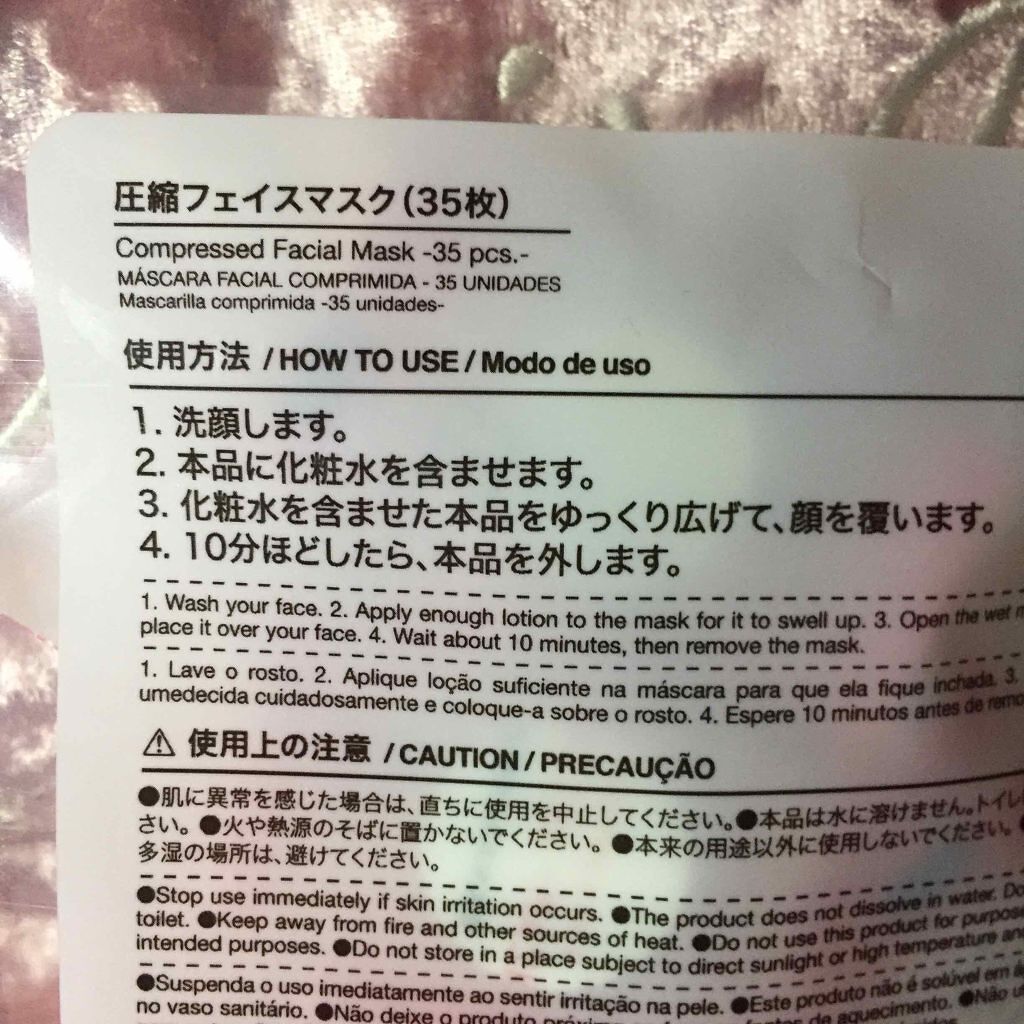 圧縮フェイスマスク(35枚)
Compressed Facial Mask -35 pcs.-
MÁSCARA FACIAL COMPRIMIDA - 35 UNIDADES
Mascarilla comprimida -35 unidades-
使用方法 / HOW TO USE / Modo de uso
1. 洗顔します。
2. 本品に化粧水を含ませます。
3. 化粧水を含ませた本品をゆっくり広げて、顔を覆います。
4. 10分ほどしたら、本品を外します。
1. Wash your face. 2. Apply enough lotion to the mask for it to swell up. 3. Open the wet
place it over your face. 4. Wait about 10 minutes, then remove the mask.
1. Lave o rosto. 2. Aplique loção suficiente na máscara para que ela fique inchada. 3.
umedecida cuidadosamente e coloque-a sobre o rosto. 4. Espere 10 minutos antes de
⚠ 使用上の注意 / CAUTION / PRECAUÇÃO
●肌に異常を感じた場合は、直ちに使用を中止してください。●本品は水に溶けません。トイレ
さい。●火や熱源のそばに置かないでください。●本来の用途以外に使用しないでください。●
多湿の場所は、避けてください。
●Stop use immediately if skin irritation occurs. ●The product does not dissolve in water. Do
toilet. ●Keep away from fire and other sources of heat. ●Do not use this product for
intended purposes. ●Do not store in a place subject to direct sunlight or high temperature
●Suspenda o uso imediatamente ao sentir irritação na pele. ●Este produto não é solúvel em
no vaso sanitário. ●Não deixe o produto de aquecimento. ●Não